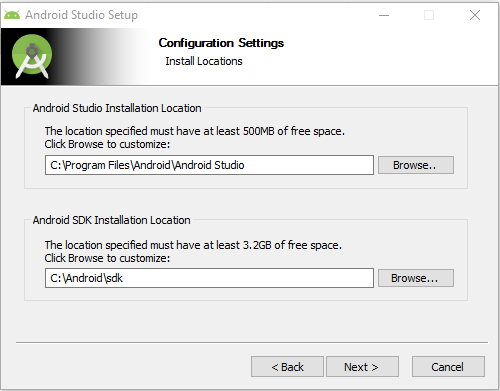 Android Studio Setup
Configuration Settings
Install Locations
Android Studio Installation Location
The location specified must have at least 500MB of free space.
Click Browse to customize:
C:\Program Files\Android\Android Studio
Browse..
Android SDK Installation Location
The location specified must have at least 3.2GB of free space.
Click Browse to customize:
C:\Android\sdk
Browse...
< Back
Next >
Cancel